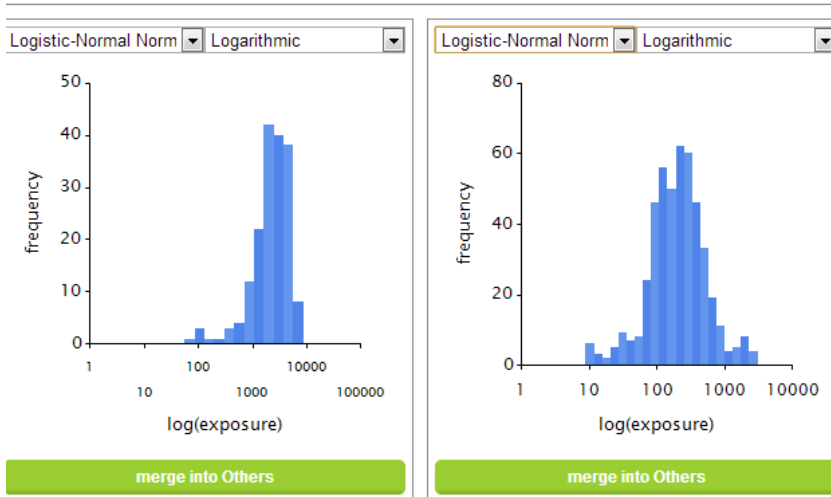 Logistic-Normal Norm Logarithmic
50
40
30
20
10
0
frequency
1 100 10000
10 1000 100000
log(exposure)
merge into Others
Logistic-Normal Norm Logarithmic
80
60
40
20
0
frequency
1 10 100 1000 10000
log(exposure)
merge into Others